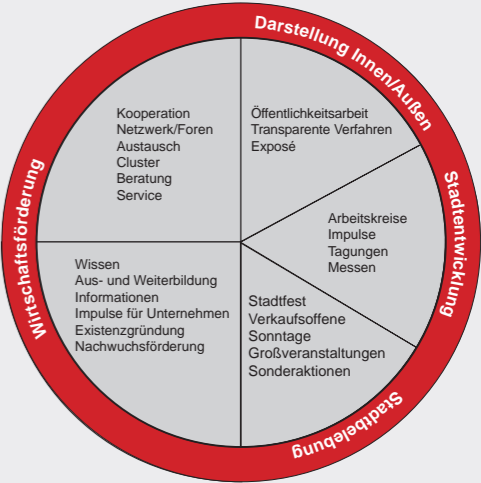 Darstellung Innen/Außen
Öffentlichkeitsarbeit
Transparente Verfahren
Exposé
Stadtentwicklung
Arbeitskreise
Impulse
Tagungen
Messen
Stadtbelebung
Stadtfest
Verkaufsoffene
Sonntage
Großveranstaltungen
Sonderaktionen
Wirtschaftsförderung
Kooperation
Netzwerk/Foren
Austausch
Cluster
Beratung
Service
Wissen
Aus- und Weiterbildung
Informationen
Impulse für Unternehmen
Existenzgründung
Nachwuchsförderung